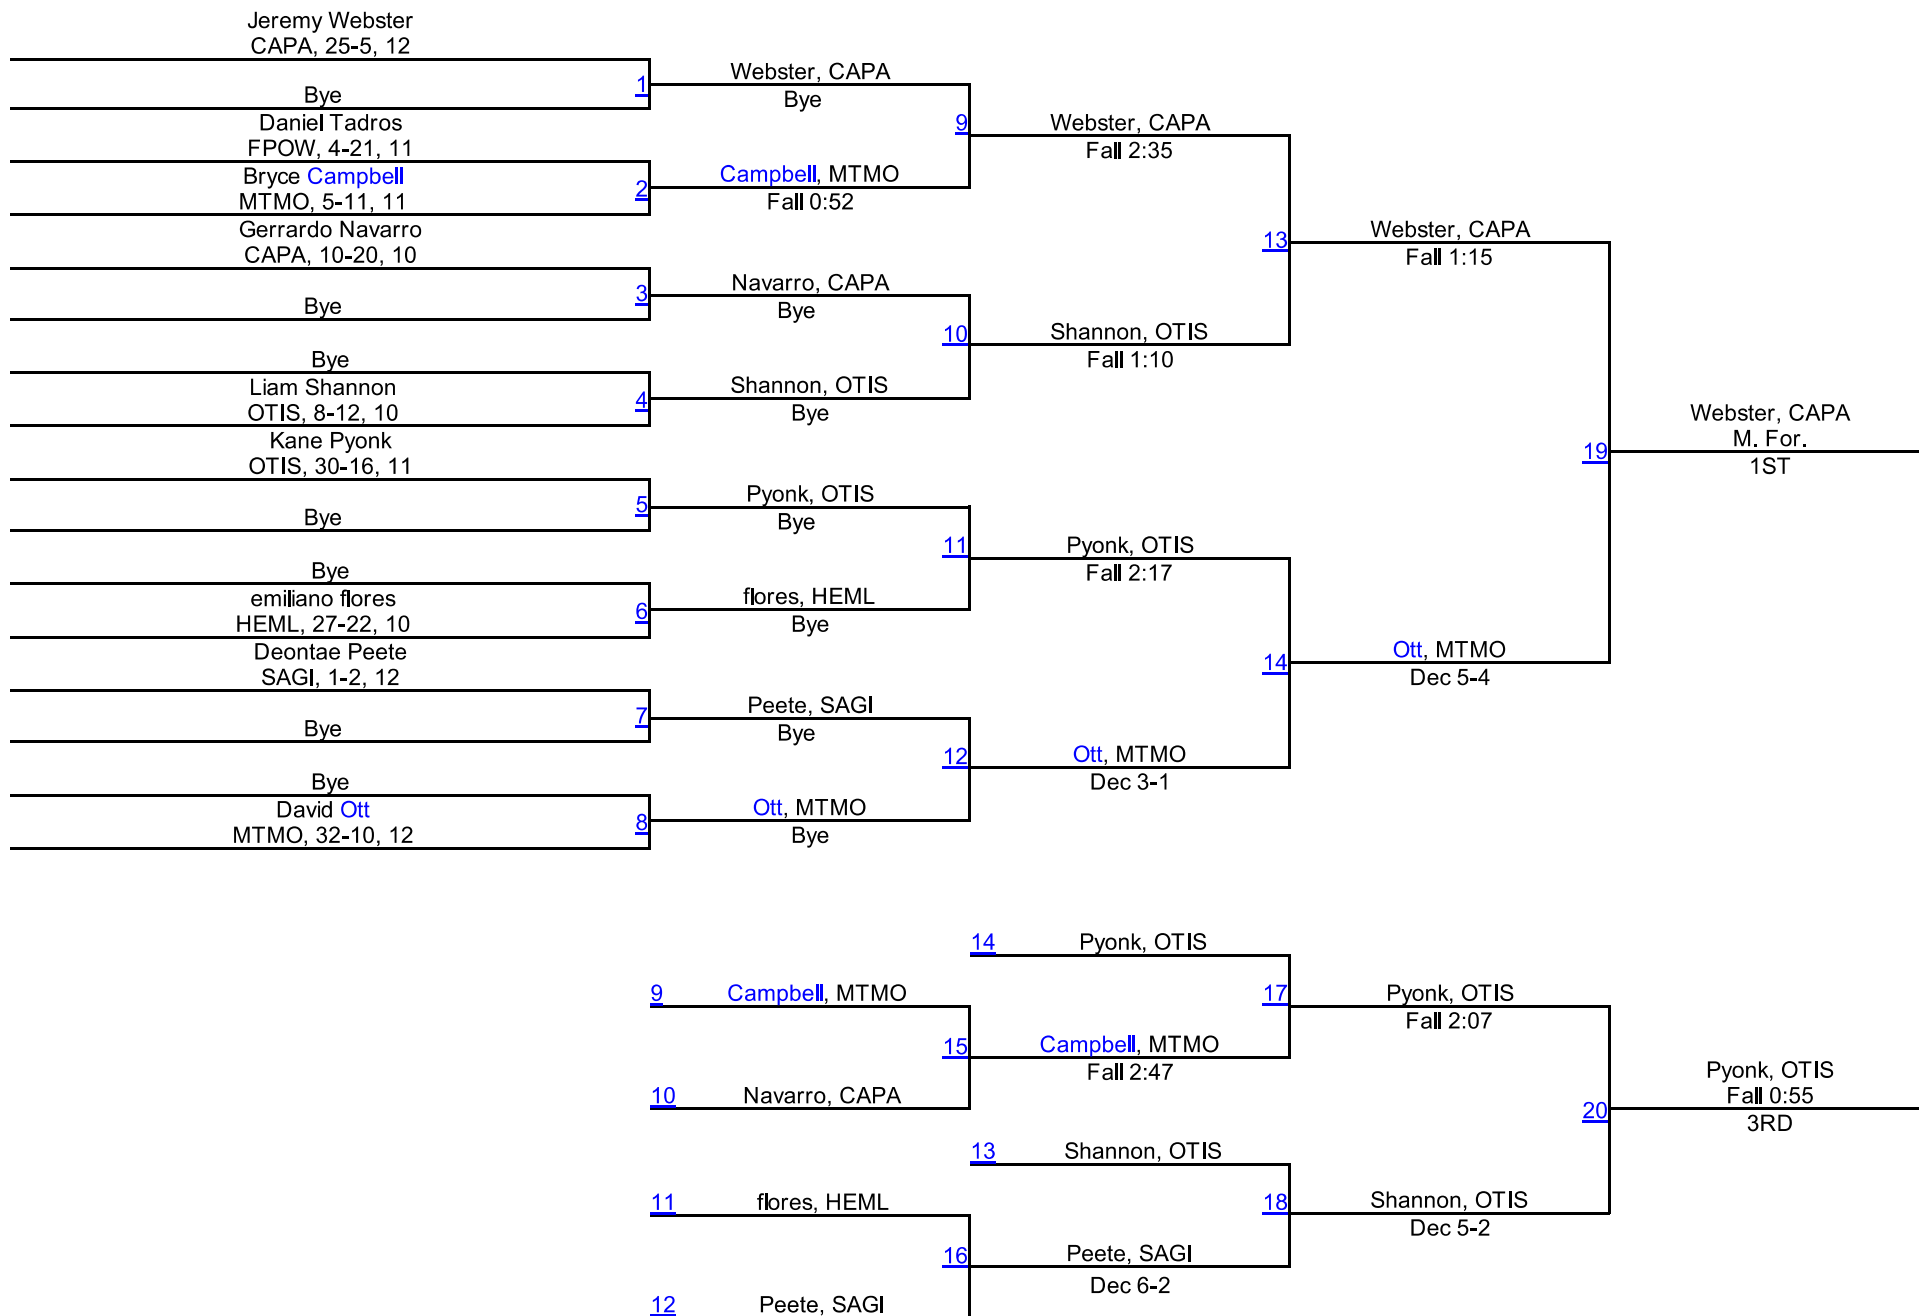 Jeremy Webster
CAPA, 25-5, 12
Bye
1
Daniel Tadros
FPOW, 4-21, 11
Bryce Campbell
MTMO, 5-11, 11
2
Gerrardo Navarro
CAPA, 10-20, 10
Bye
3
Bye
Liam Shannon
OTIS, 8-12, 10
4
Kane Pyonk
OTIS, 30-16, 11
Bye
5
Bye
emiliano flores
HEML, 27-22, 10
6
Deontae Peete
SAGI, 1-2, 12
Bye
7
Bye
David Ott
MTMO, 32-10, 12
8
Webster, CAPA
Bye
9
Campbell, MTMO
Fall 0:52
Navarro, CAPA
Bye
10
Shannon, OTIS
Bye
Pyonk, OTIS
Bye
11
flores, HEML
Bye
Peete, SAGI
Bye
12
Ott, MTMO
Bye
Webster, CAPA
Fall 2:35
13
Shannon, OTIS
Fall 1:10
Pyonk, OTIS
Fall 2:17
14
Ott, MTMO
Dec 3-1
Webster, CAPA
Fall 1:15
19
Ott, MTMO
Dec 5-4
Webster, CAPA
M. For.
1ST
9 Campbell, MTMO
15
10 Navarro, CAPA
11 flores, HEML
16
12 Peete, SAGI
14 Pyonk, OTIS
17
Campbell, MTMO
Fall 2:47
13 Shannon, OTIS
18
Peete, SAGI
Dec 6-2
Pyonk, OTIS
Fall 2:07
20
Shannon, OTIS
Dec 5-2
Pyonk, OTIS
Fall 0:55
3RD